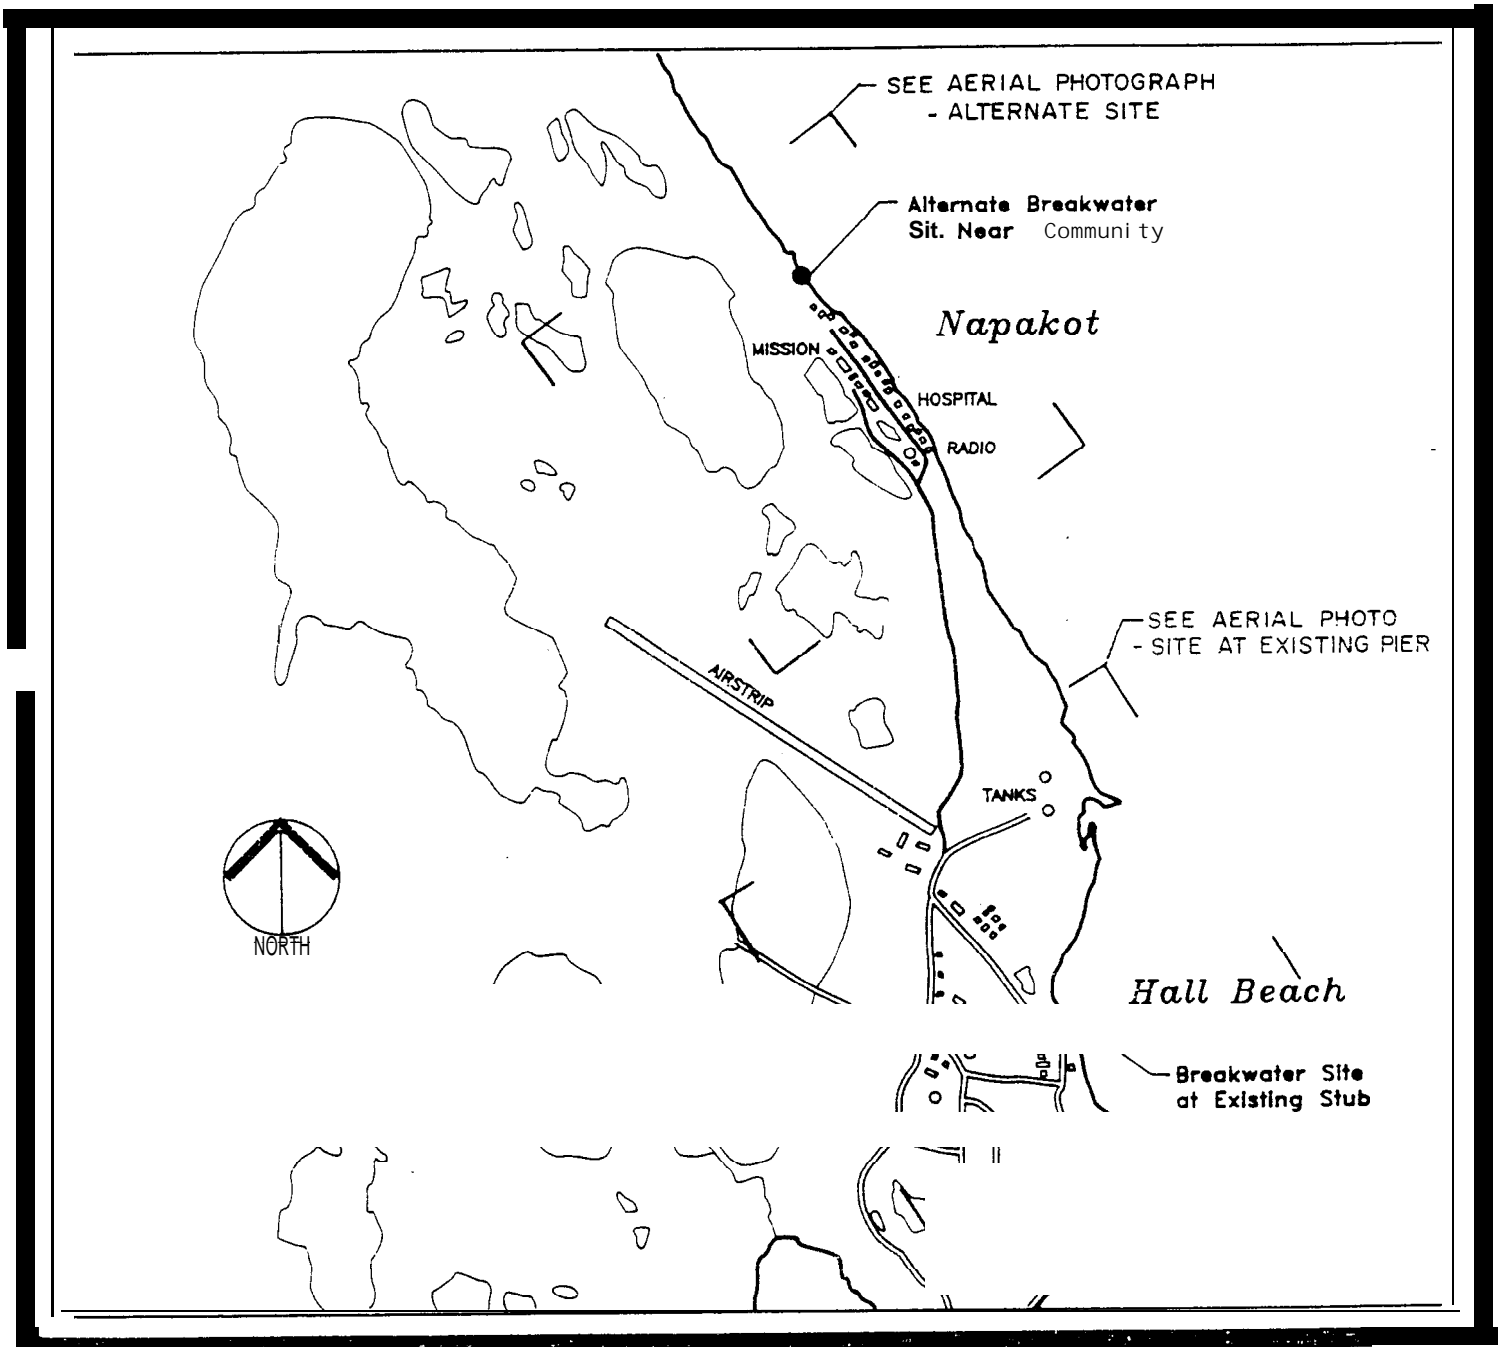 SEE AERIAL PHOTOGRAPH
- ALTERNATE SITE
Alternate Breakwater
Sit. Near Community
Napakot
MISSION
HOSPITAL
RADIO
SEE AERIAL PHOTO
- SITE AT EXISTING PIER
AIRSTRIP
TANKS
NORTH
Hall Beach
Breakwater Site
at Existing Stub